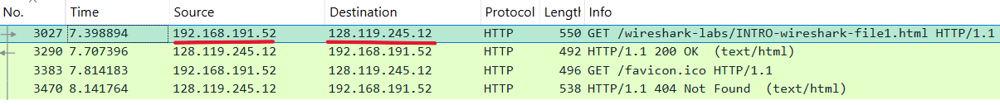 No. Time Source Destination Protocol Length Info
3027 7.398894 192.168.191.52 128.119.245.12 HTTP 550 GET /wireshark-labs/INTRO-wireshark-file1.html HTTP/1.1
3290 7.707396 128.119.245.12 192.168.191.52 HTTP 492 HTTP/1.1 200 OK  (text/html)
3383 7.814183 192.168.191.52 128.119.245.12 HTTP 496 GET /favicon.ico HTTP/1.1
3470 8.141764 128.119.245.12 192.168.191.52 HTTP 538 HTTP/1.1 404 Not Found  (text/html)